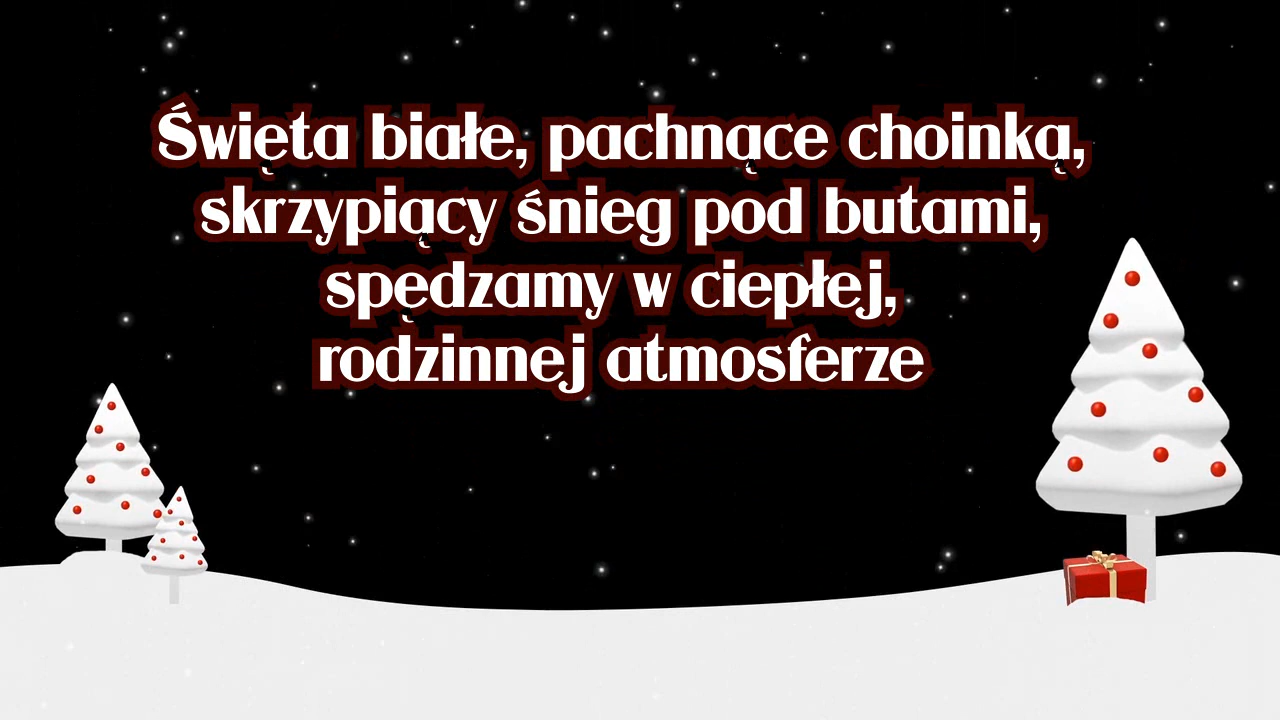 Święta białe, pachnące choinką,
skrzypiący śnieg pod butami,
spędzamy w ciepłej,
rodzinnej atmosferze